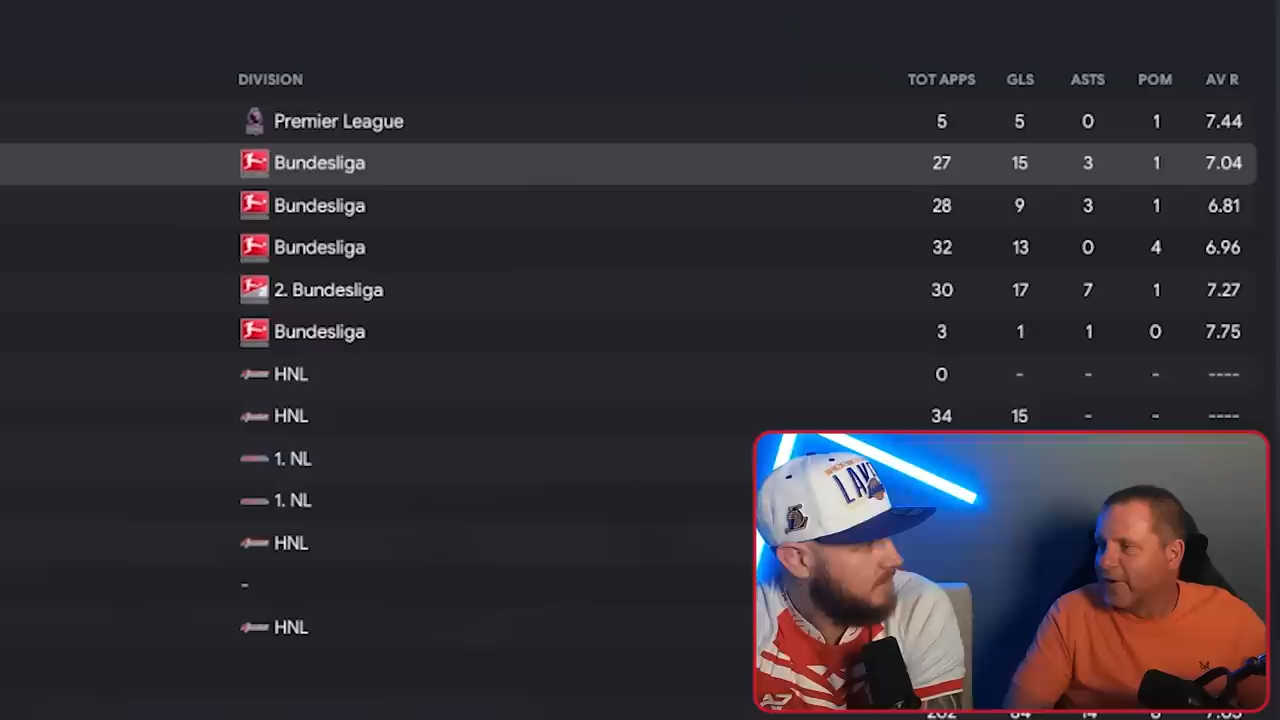 DIVISION TOT APPS GLS ASTS POM AV R
Premier League 5 5 0 1 7.44
Bundesliga 27 15 3 1 7.04
Bundesliga 28 9 3 1 6.81
Bundesliga 32 13 0 4 6.96
2. Bundesliga 30 17 7 1 7.27
Bundesliga 3 1 1 0 7.75
HNL 0 - - - ----
HNL 34 15 - - ----
1. NL
1. NL
HNL
-
HNL